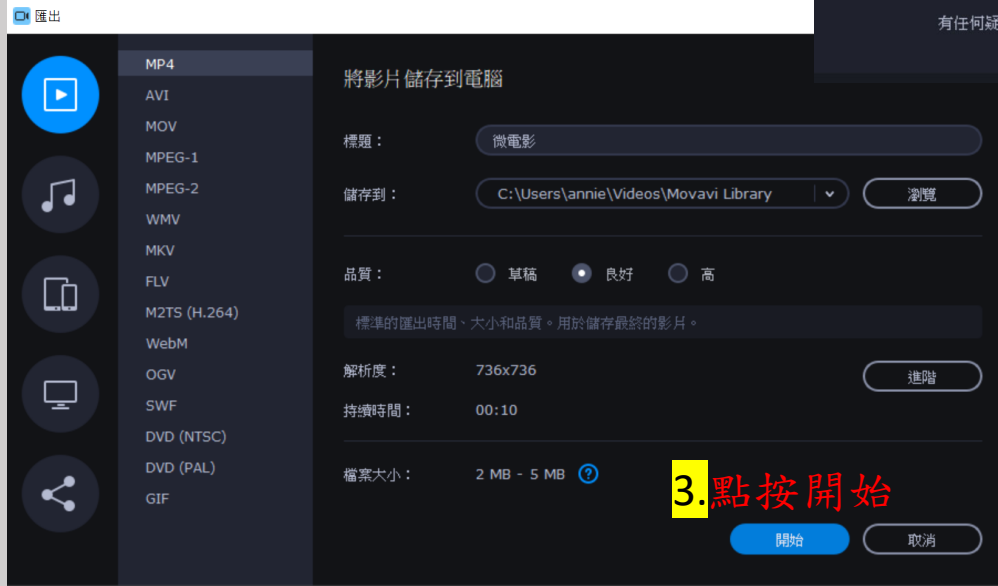 匯出
有任何疑
MP4
AVI
MOV
MPEG-1
MPEG-2
WMV
MKV
FLV
M2TS (H.264)
WebM
OGV
SWF
DVD (NTSC)
DVD (PAL)
GIF
將影片儲存到電腦
標題：
微電影
儲存到：
C:\Users\annie\Videos\Movavi Library
瀏覽
品質：
草稿 良好 高
標準的匯出時間、大小和品質。用於儲存最終的影片。
解析度： 736x736
進階
持續時間： 00:10
檔案大小： 2 MB - 5 MB ?
3.點按開始
開始
取消